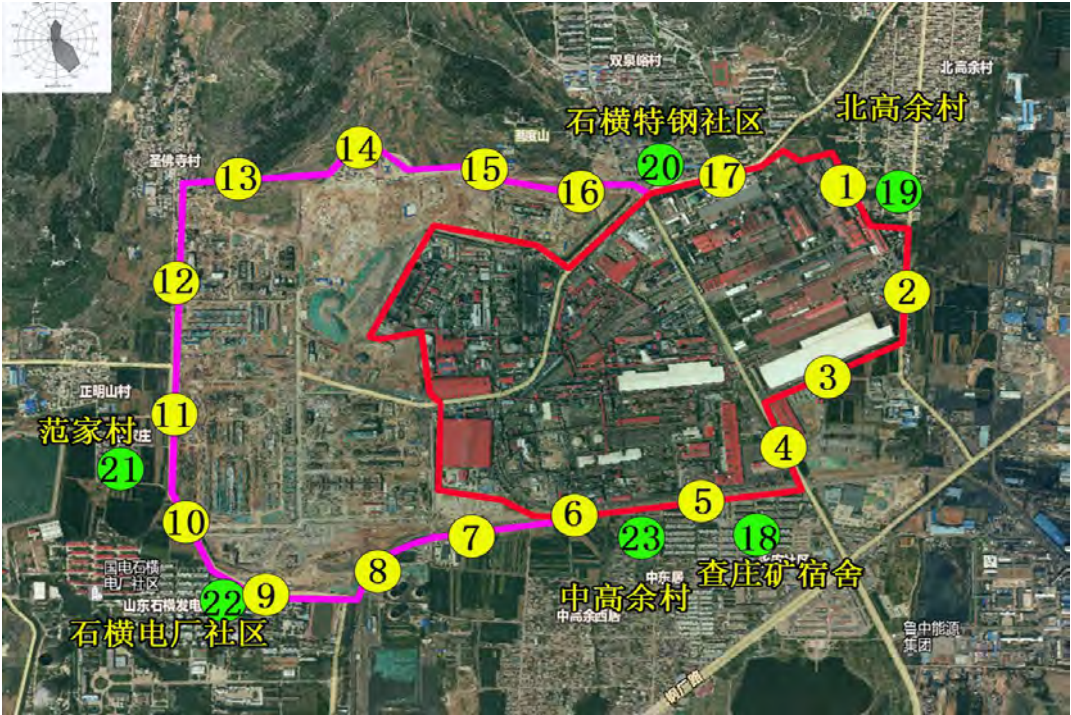 双泉峪村
北高余村
北高余村
石横特钢社区
圣佛寺村
14
15
13
16
20
17
1
19
12
2
3
正明山村
范家村
庄
11
21
4
10
5
6
7
23
18
国电石横
电厂社区
8
查庄矿宿舍
中东居
中高余村
中高余西居
22
9
山东石横发电
石横电厂社区
鲁中能源
集团